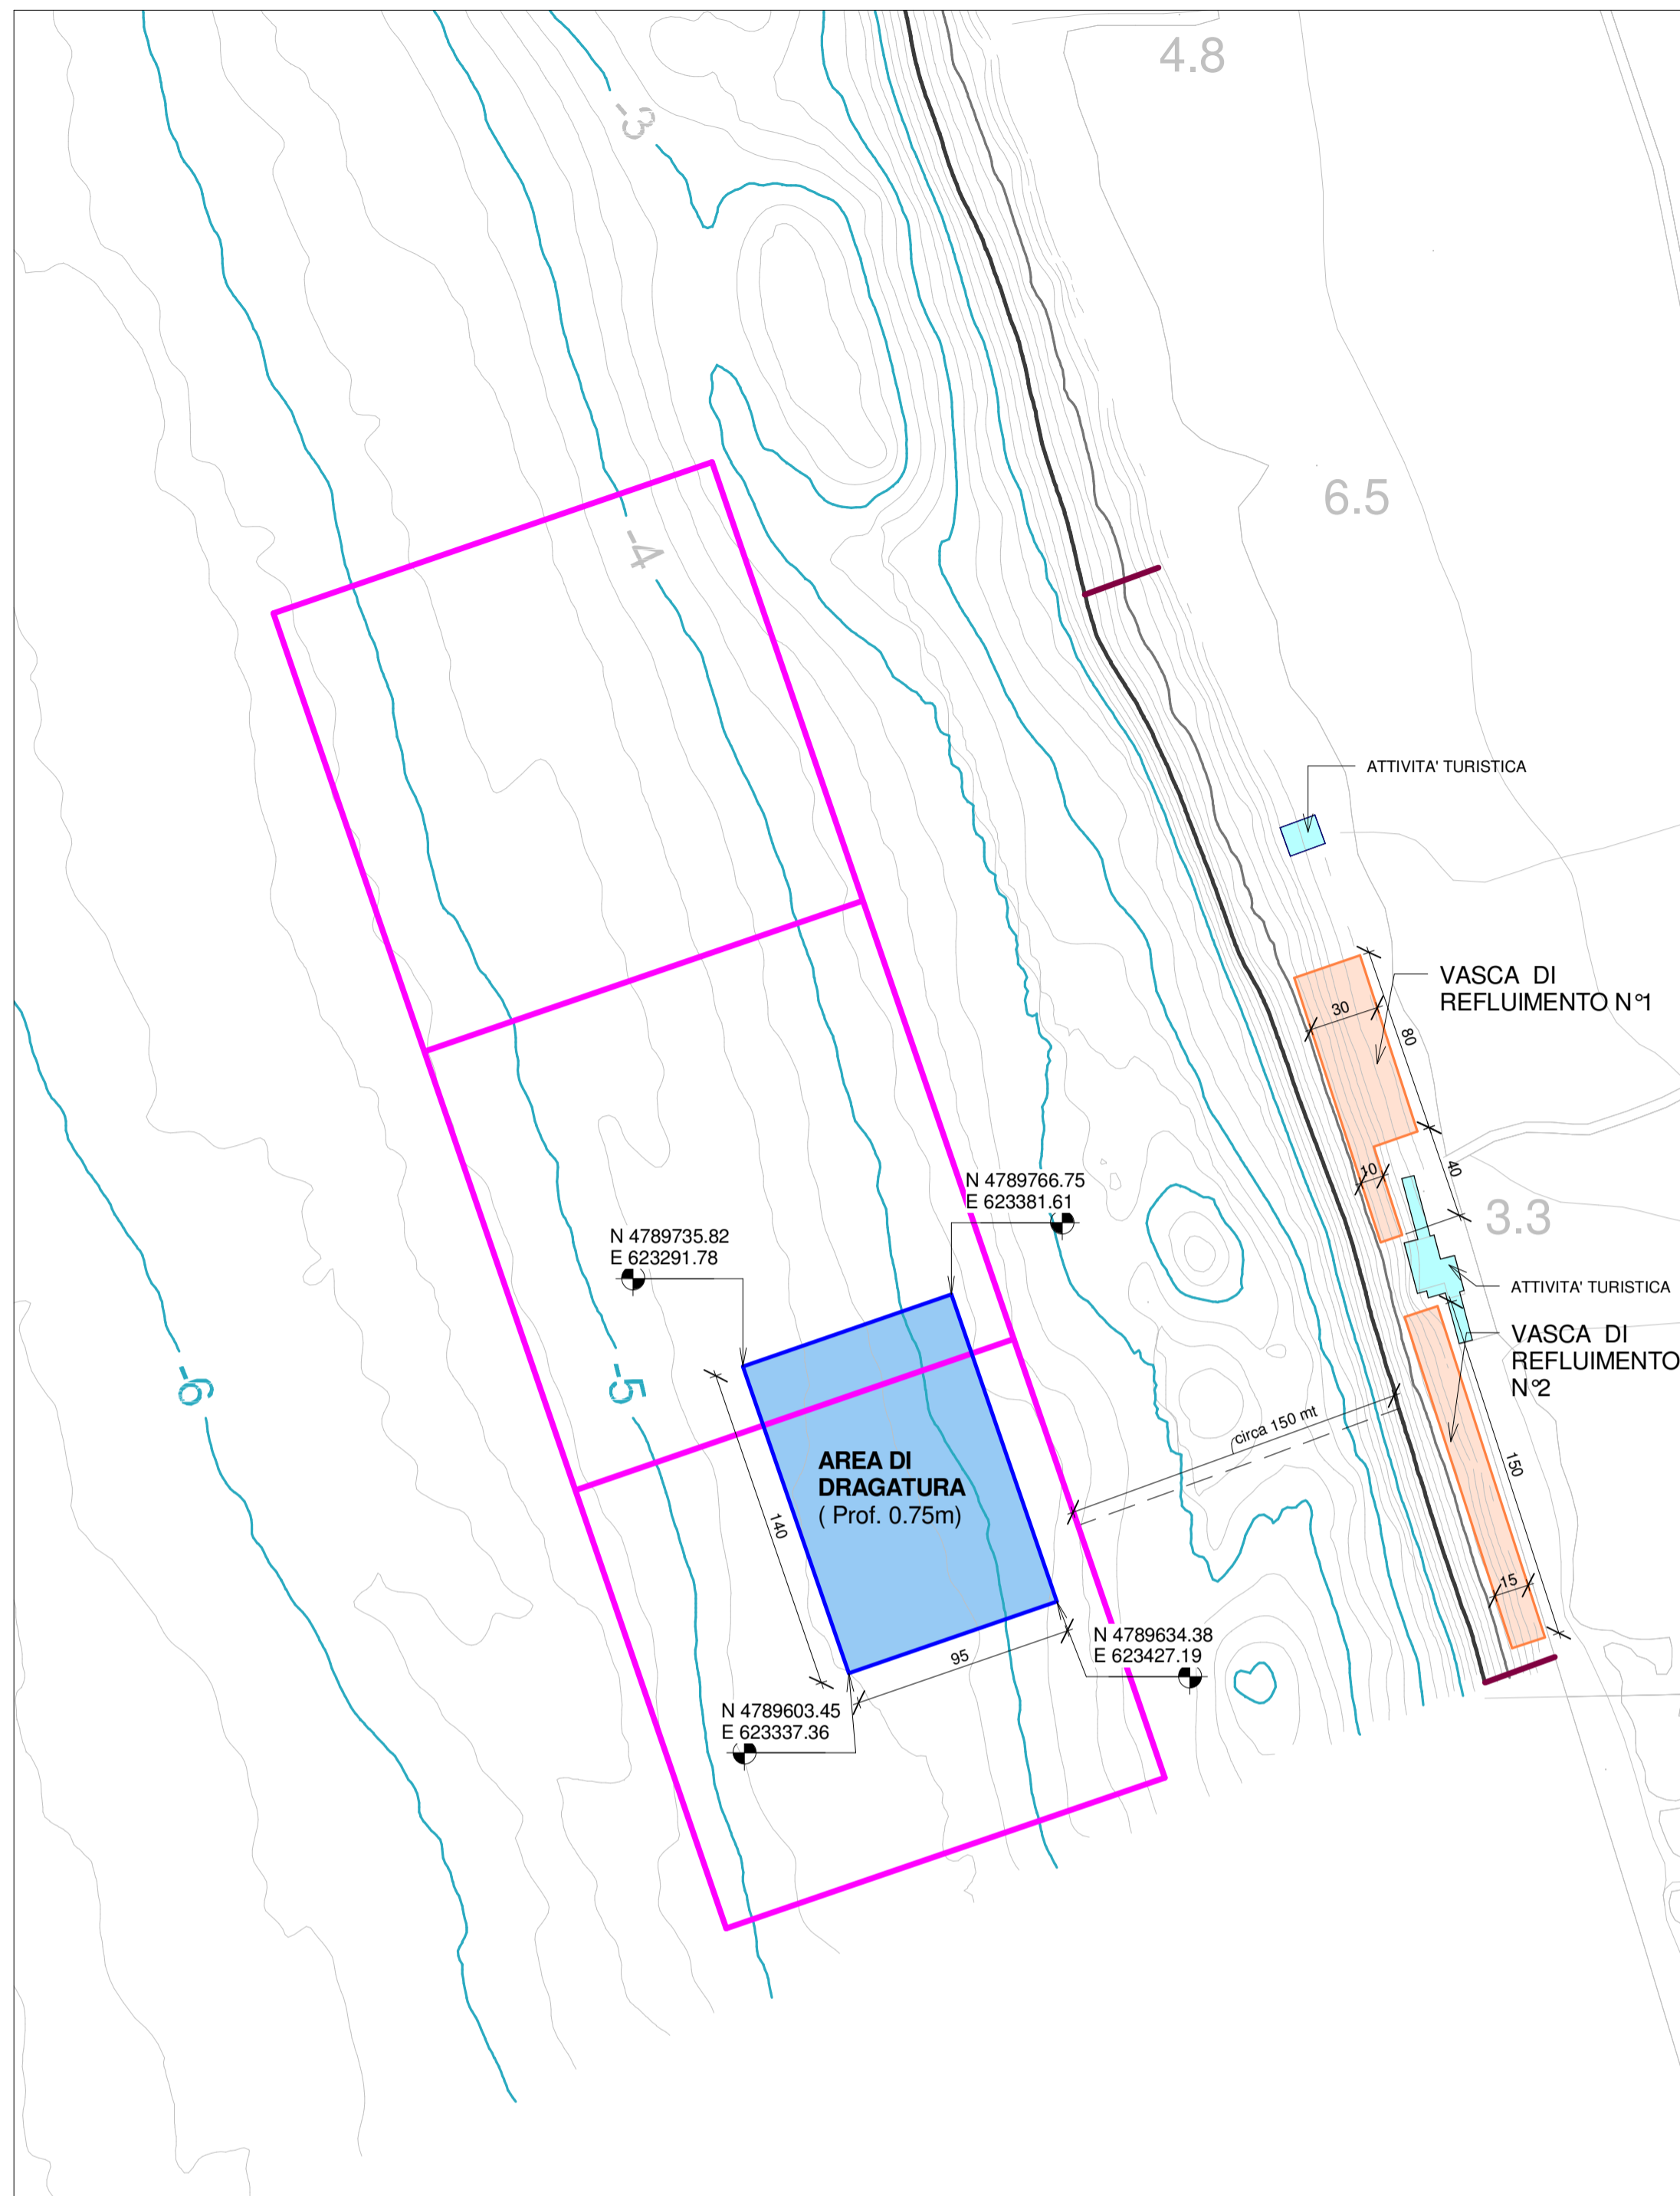 4.8
-3
6.5
-4
ATTIVITA' TURISTICA
VASCA DI
REFLUIMENTO N°1
30
80
10
40
3.3
N 4789766.75
E 623381.61
N 4789735.82
E 623291.78
ATTIVITA' TURISTICA
VASCA DI
REFLUIMENTO
N°2
-6
-5
circa 150 mt
AREA DI
DRAGATURA
( Prof. 0.75m)
140
150
15
95
N 4789634.38
E 623427.19
N 4789603.45
E 623337.36